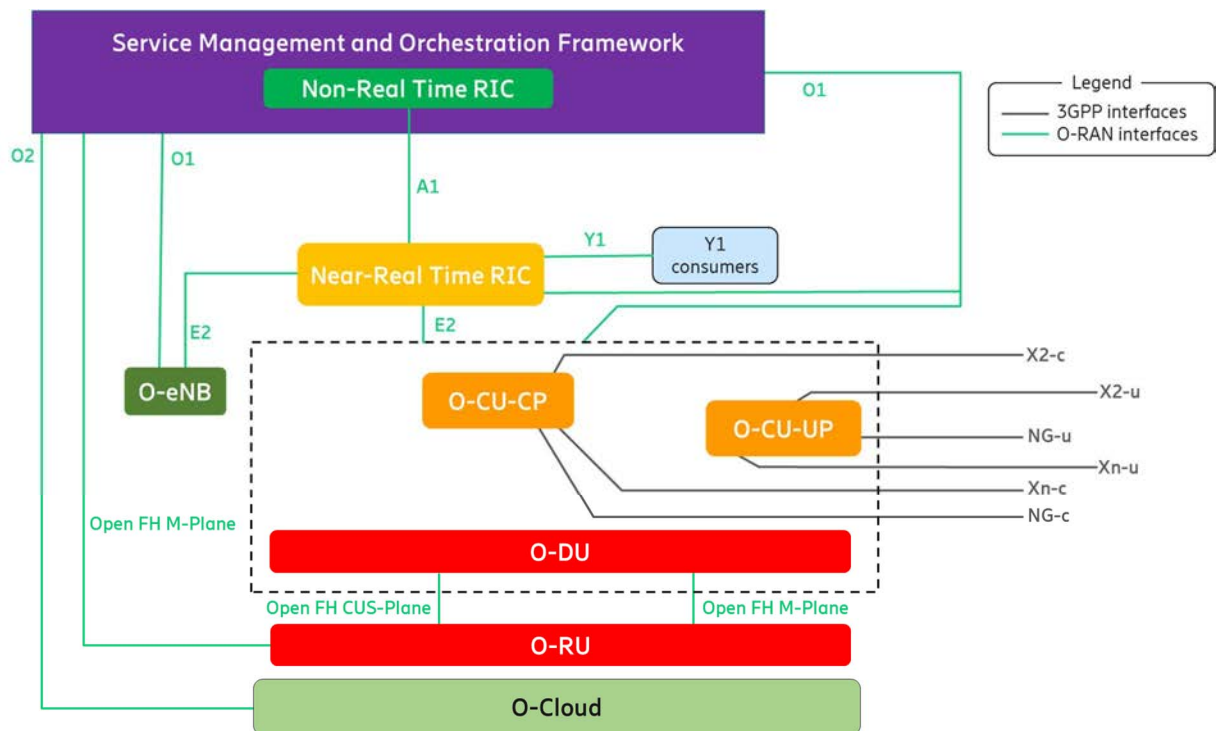 Service Management and Orchestration Framework
Non-Real Time RIC
O1
Legend
3GPP interfaces
O-RAN interfaces
O2
O1
A1
Y1
Y1
consumers
Near-Real Time RIC
E2
E2
O-eNB
O-CU-CP
O-CU-UP
X2-c
X2-u
NG-u
Xn-u
Xn-c
NG-c
Open FH M-Plane
O-DU
Open FH CUS-Plane
Open FH M-Plane
O-RU
O-Cloud